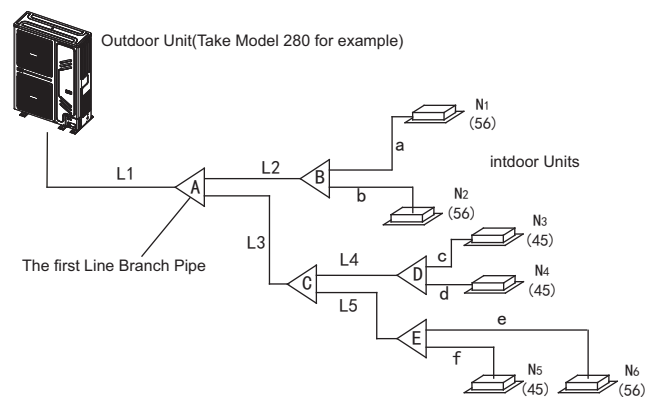 Outdoor Unit(Take Model 280 for example)
N1
(56)
a
intdoor Units
L1
A
L2
B
b
N2
(56)
L3
The first Line Branch Pipe
C
L4
D
c
N3
(45)
d
N4
(45)
L5
E
e
f
N5
(45)
N6
(56)